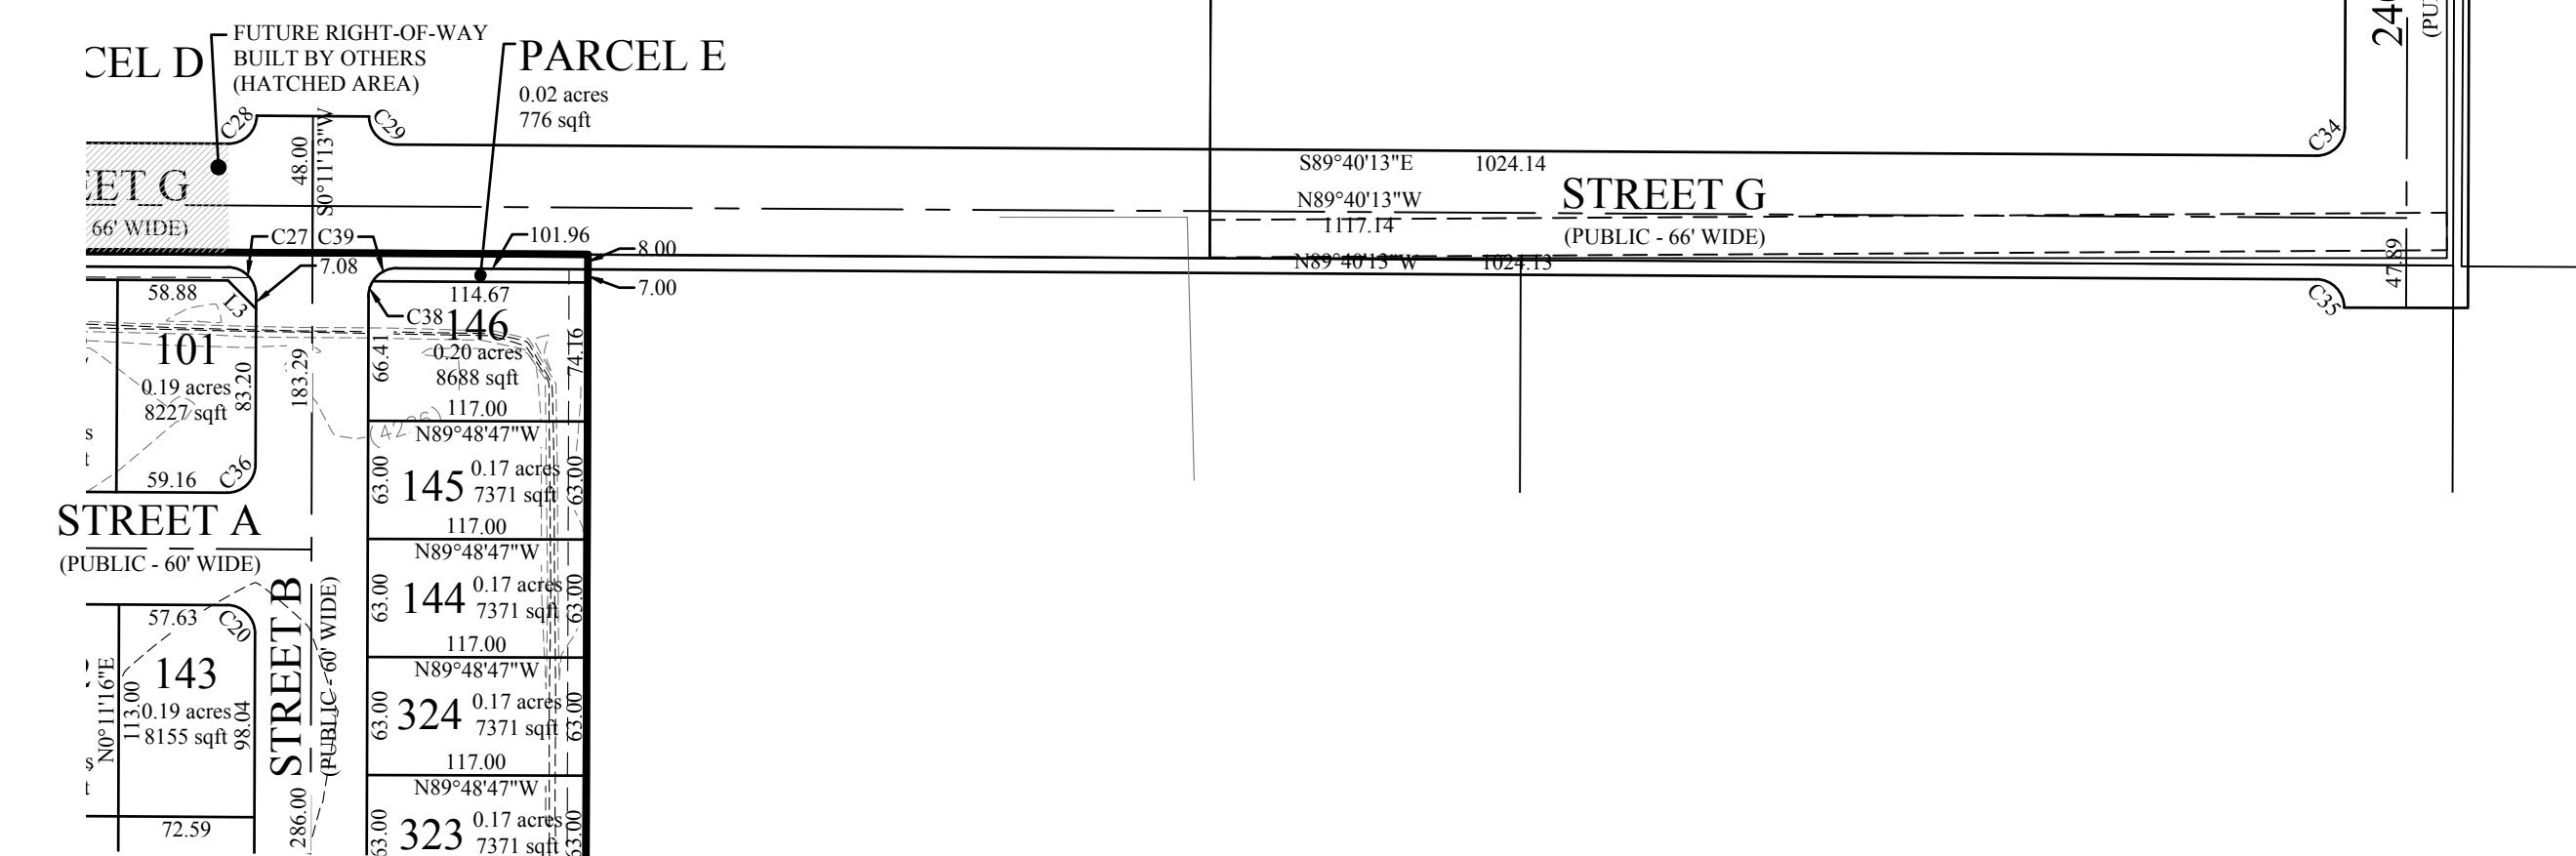 FUTURE RIGHT-OF-WAY
BUILT BY OTHERS
(HATCHED AREA)
CEL D
PARCEL E
0.02 acres
776 sqft
C28
C29
48.00
S0°11'13"W
EET G
66' WIDE)
S89°40'13"E 1024.14
N89°40'13"W
1117.14
N89°40'13"W 1024.13
STREET G
(PUBLIC - 66' WIDE)
C34
24
(PU
47.89
C35
C27 C39
101.96
8.00
7.08
7.00
58.88
L3
114.67
C38
146
0.20 acres
8688 sqft
66.41
74.16
117.00
N89°48'47"W
101
0.19 acres
8227 sqft
83.20
183.29
59.16
C36
s
t
63.00
145
0.17 acres
7371 sqft
63.00
117.00
N89°48'47"W
STREET A
(PUBLIC - 60' WIDE)
63.00
144
0.17 acres
7371 sqft
63.00
117.00
N89°48'47"W
57.63
C20
143
0.19 acres
8155 sqft
N0°11'16"E
113.00
98.04
STREET B
(PUBLIC - 60' WIDE)
63.00
324
0.17 acres
7371 sqft
63.00
117.00
N89°48'47"W
s
t
72.59
286.00
63.00
323
0.17 acres
7371 sqft
63.00